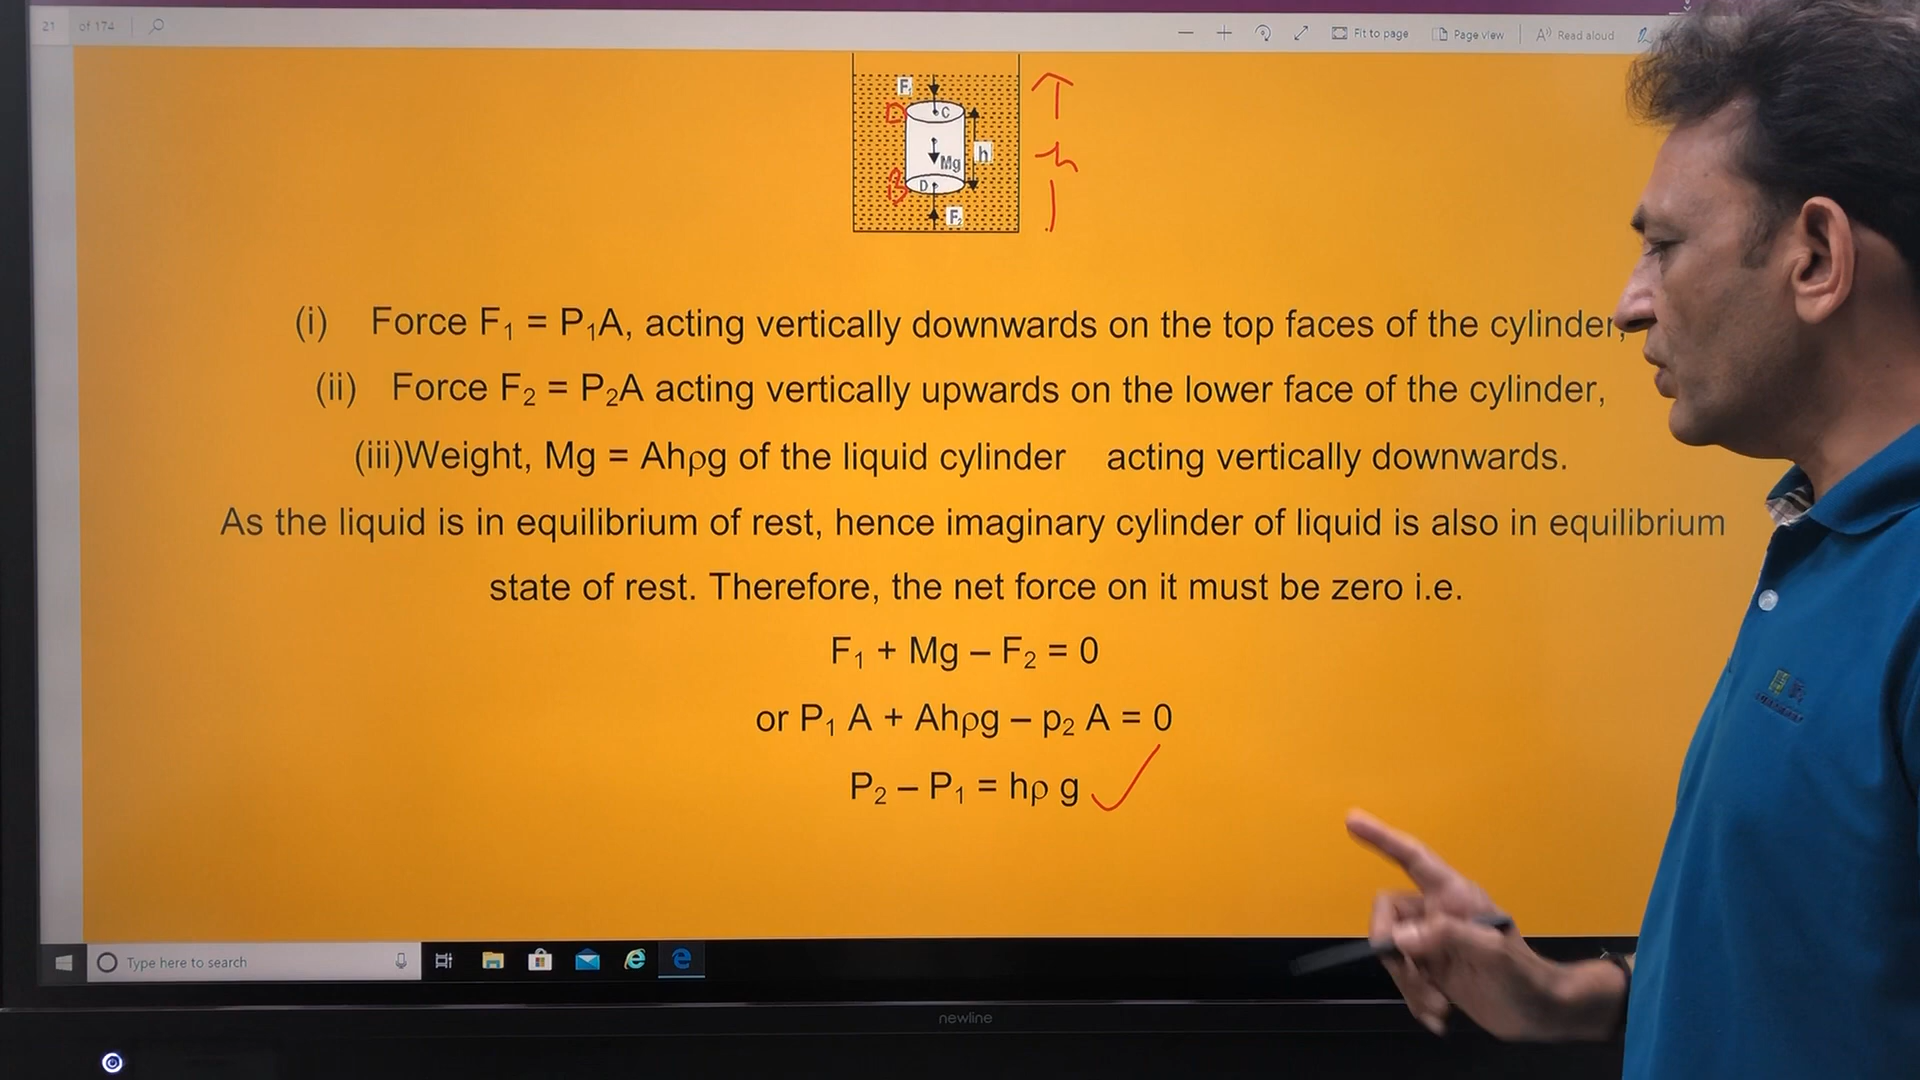 21 of 174
Fit to page
Page view
Read aloud
F
C
Mg
h
D
F2
h
(i) Force F₁ = P₁A, acting vertically downwards on the top faces of the cylinder,
(ii) Force F₂ = P₂A acting vertically upwards on the lower face of the cylinder,
(iii)Weight, Mg = Ahρg of the liquid cylinder acting vertically downwards.
As the liquid is in equilibrium of rest, hence imaginary cylinder of liquid is also in equilibrium
state of rest. Therefore, the net force on it must be zero i.e.
F₁ + Mg – F₂ = 0
or P₁ A + Ahρg – p₂ A = 0
P₂ – P₁ = hρ g
Type here to search
newline